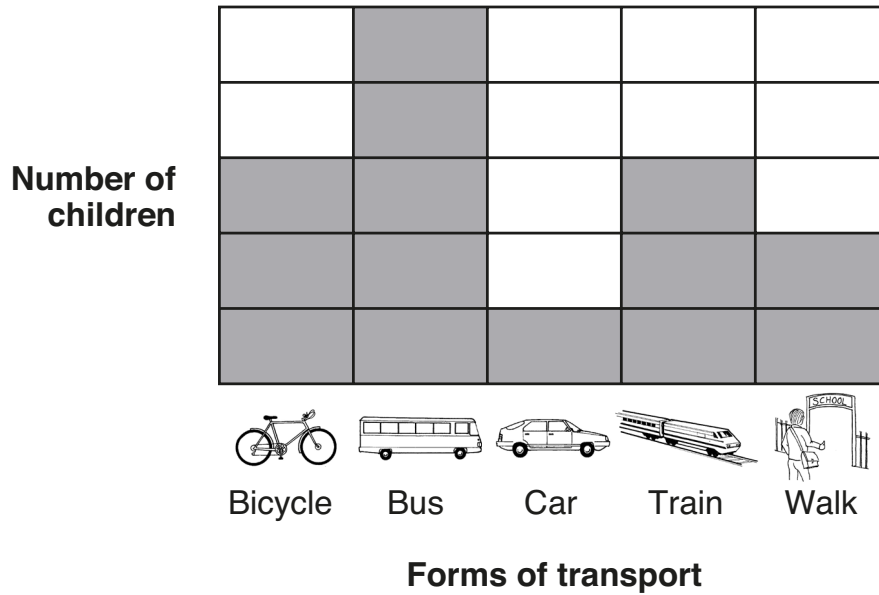 Number of
children
SCHOOL
Bicycle Bus Car Train Walk
Forms of transport